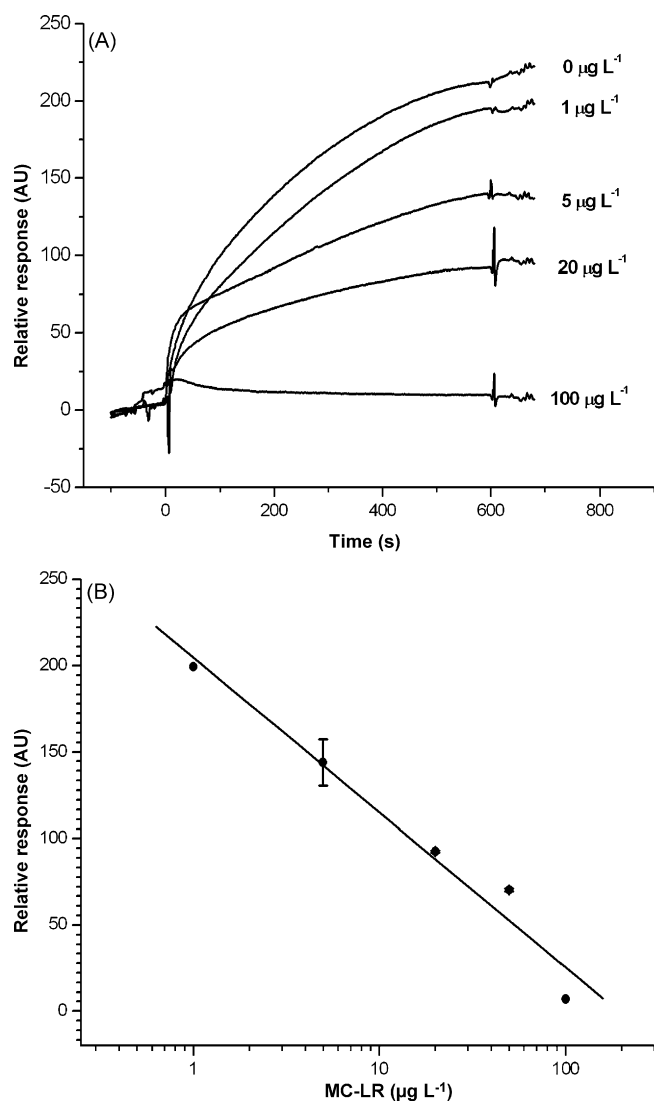 (A)
250
200
150
100
50
0
-50
Relative response (AU)
0 μg L⁻¹
1 μg L⁻¹
5 μg L⁻¹
20 μg L⁻¹
100 μg L⁻¹
0 200 400 600 800
Time (s)
(B)
250
200
150
100
50
0
Relative response (AU)
1 10 100
MC-LR (μg L⁻¹)